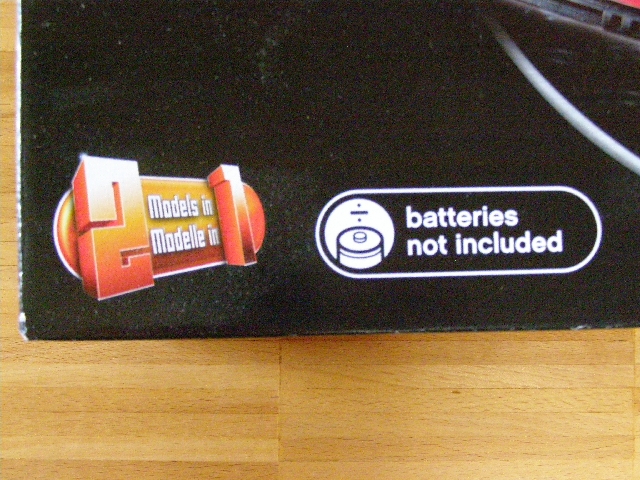 2 Models in 1
Modelle in
batteries
not included